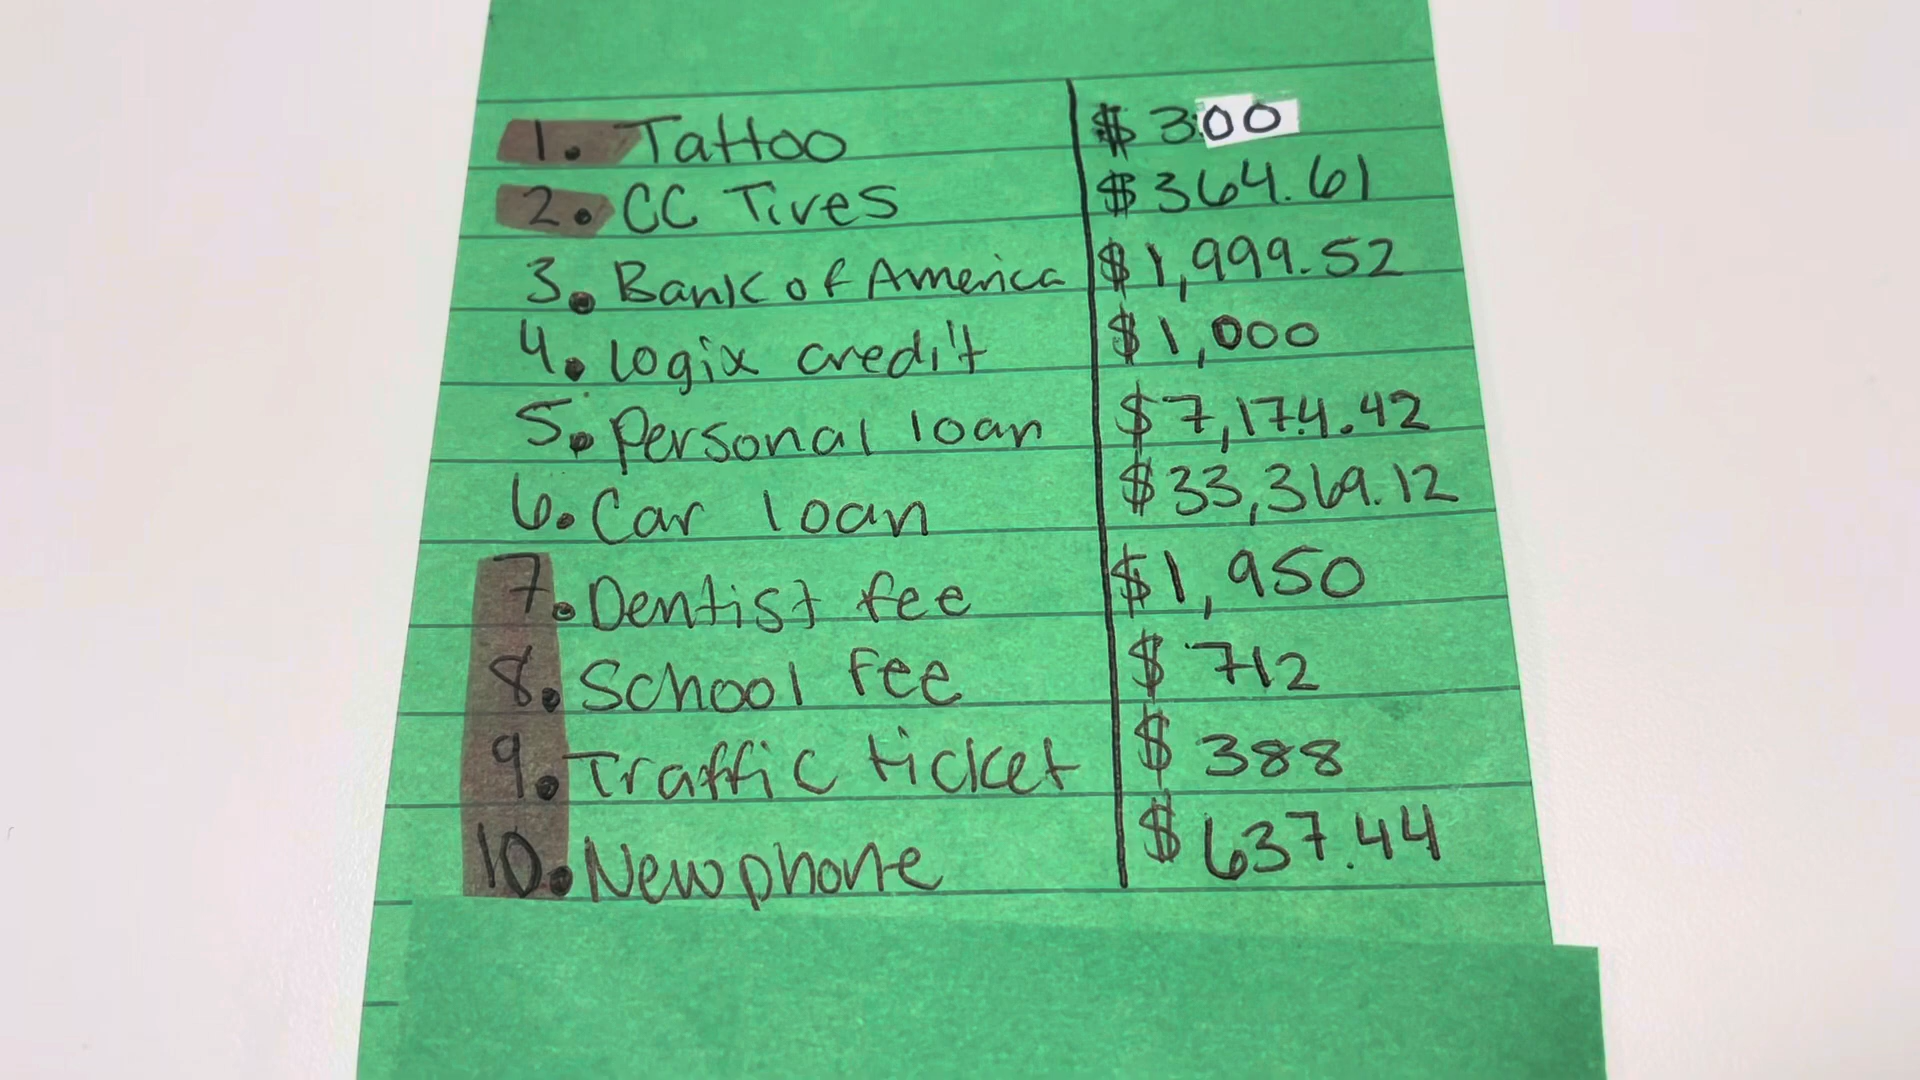 1. Tattoo $ 300
2. CC Tires $364.61
3. Bank of America $1,999.52
4. logix credit $1,000
5. Personal loan $7,174.42
6. Car loan $33,369.12
7. Dentist fee $1,950
8. School fee $ 712
9. Traffic ticket $ 388
10. New phone $ 637.44